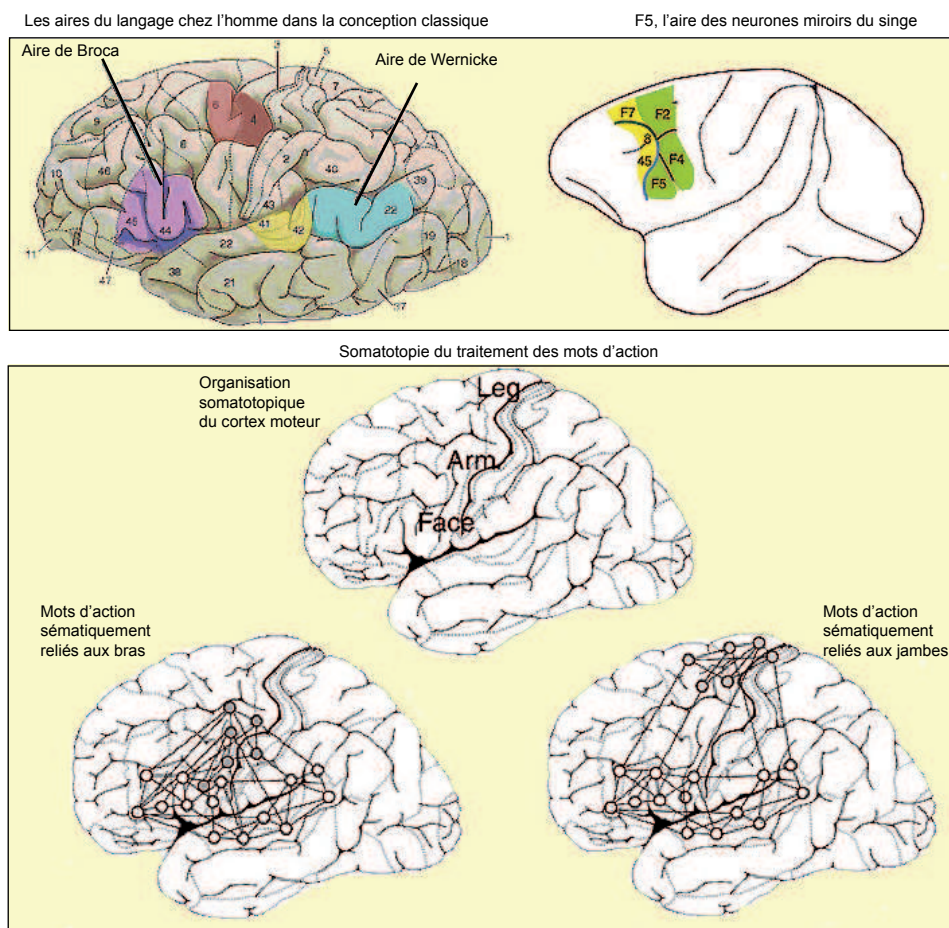 Les aires du langage chez l'homme dans la conception classique
F5, l'aire des neurones miroirs du singe
Aire de Broca
Aire de Wernicke
3
5
7
6
4
1
9
6
2
46
40
10
39
43
45
44
41
42
22
22
19
11
47
38
21
18
37
1
F7
F2
8
45
F4
F5
Somatotopie du traitement des mots d'action
Organisation
somatotopique
du cortex moteur
Leg
Arm
Face
Mots d'action
sématiquement
reliés aux bras
Mots d'action
sématiquement
reliés aux jambes